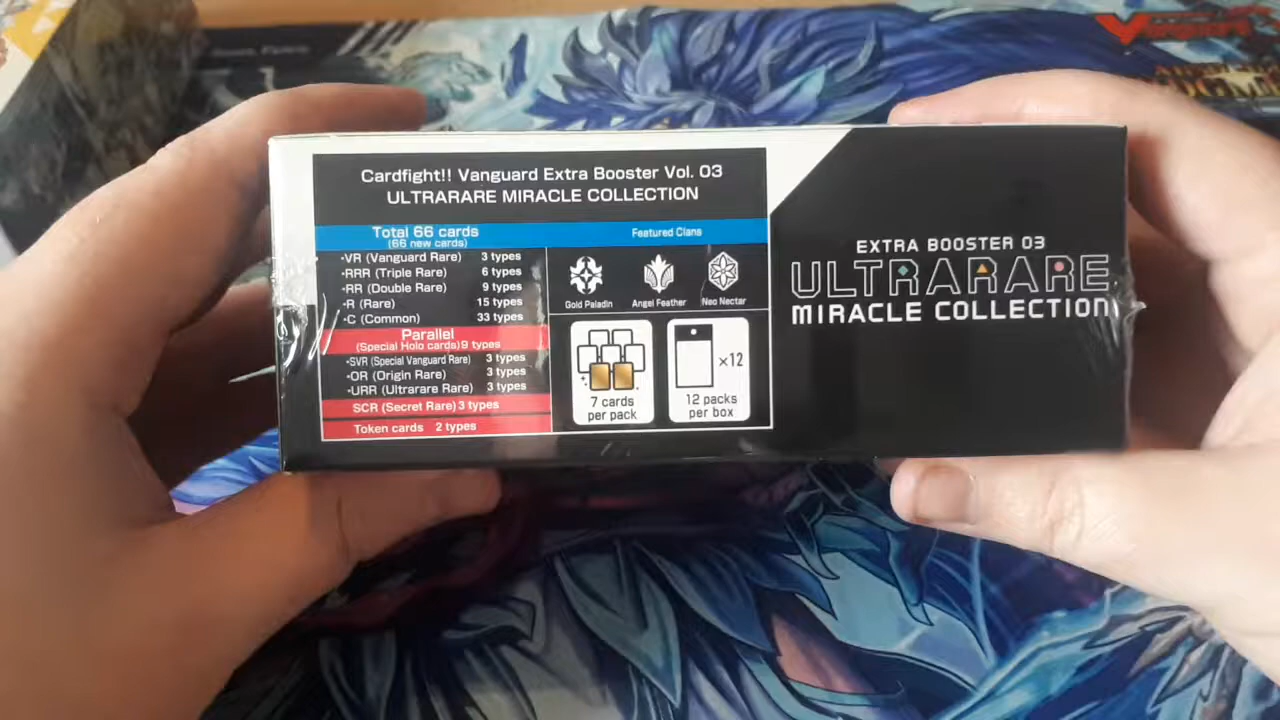 Cardfight!! Vanguard Extra Booster Vol. 03
ULTRARARE MIRACLE COLLECTION
Total 66 cards
(66 new cards)
Featured Clans
•VR (Vanguard Rare) 3 types
•RRR (Triple Rare) 6 types
•RR (Double Rare) 9 types
•R (Rare) 15 types
•C (Common) 33 types
Parallel
(Special Holo cards) 9 types
•SVR (Special Vanguard Rare) 3 types
•OR (Origin Rare) 3 types
•URR (Ultrarare Rare) 3 types
SCR (Secret Rare) 3 types
Token cards 2 types
Gold Paladin
Angel Feather
Neo Nectar
7 cards
per pack
×12
12 packs
per box
EXTRA BOOSTER 03
ULTRARARE
MIRACLE COLLECTION